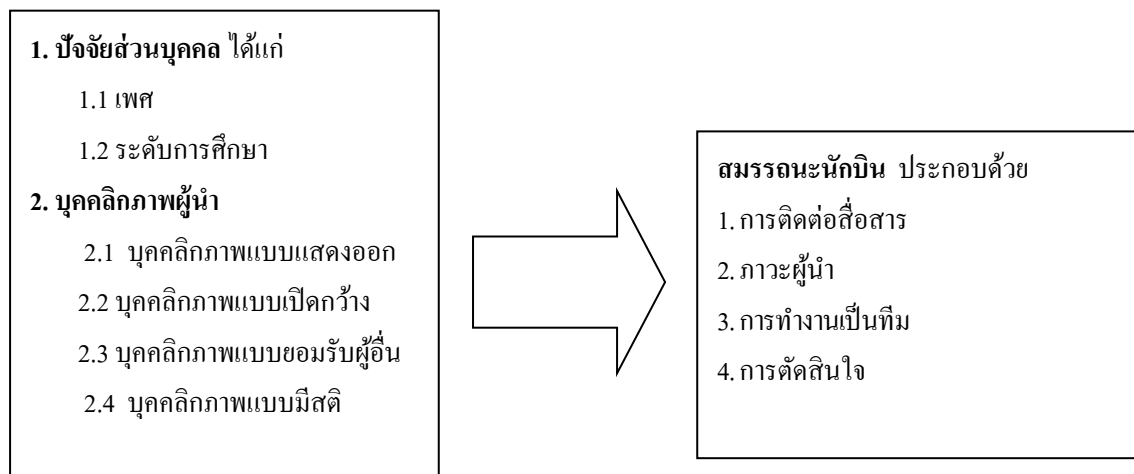 1. ปัจจัยส่วนบุคคล ได้แก่
1.1 เพศ
1.2 ระดับการศึกษา
2. บุคคลิกภาพผู้นำ
2.1 บุคคลิกภาพแบบแสดงออก
2.2 บุคคลิกภาพแบบเปิดกว้าง
2.3 บุคคลิกภาพแบบยอมรับผู้อื่น
2.4 บุคคลิกภาพแบบมีสติ
สมรรถนะนักบิน ประกอบด้วย
1. การติดต่อสื่อสาร
2. ภาวะผู้นำ
3. การทำงานเป็นทีม
4. การตัดสินใจ